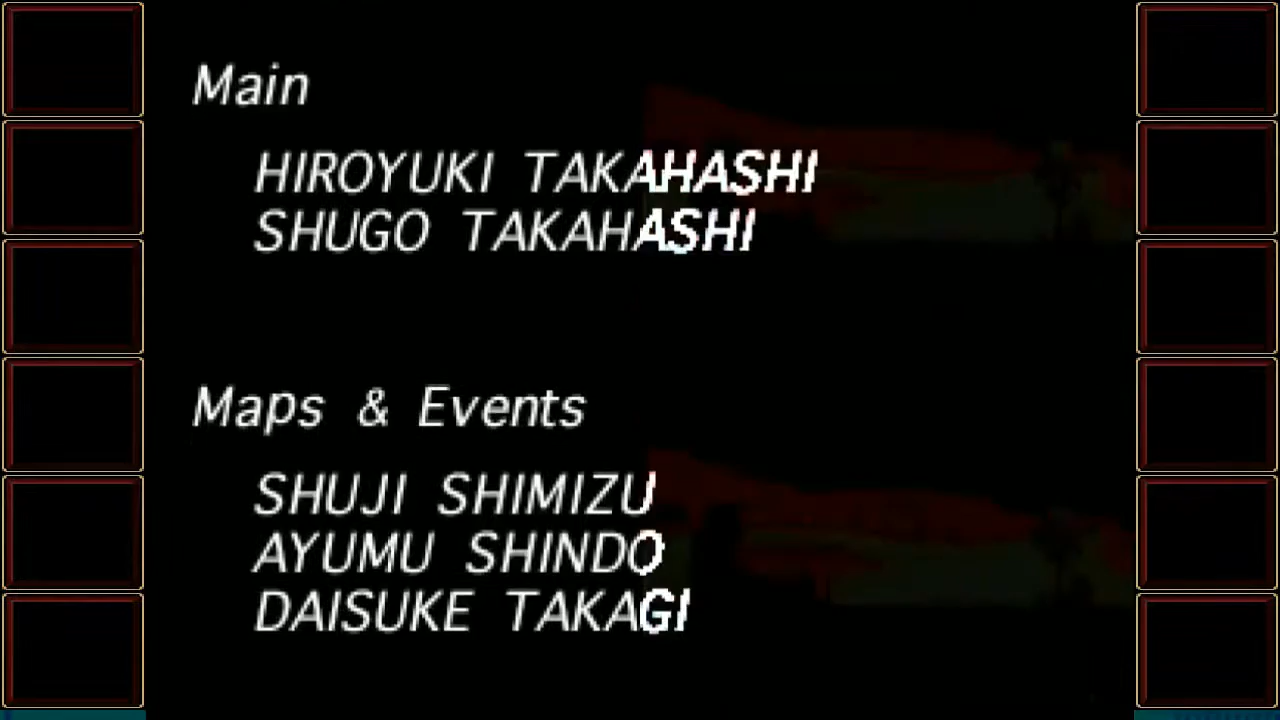 Main
HIROYUKI TAKAHASHI
SHUGO TAKAHASHI
Maps & Events
SHUJI SHIMIZU
AYUMU SHINDO
DAISUKE TAKAGI